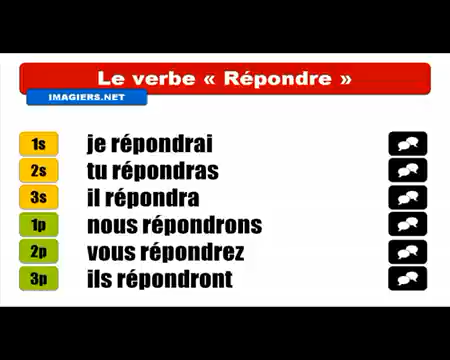 Le verbe « Répondre »
IMAGIERS.NET
1s je répondrai
2s tu répondras
3s il répondra
1p nous répondrons
2p vous répondrez
3p ils répondront